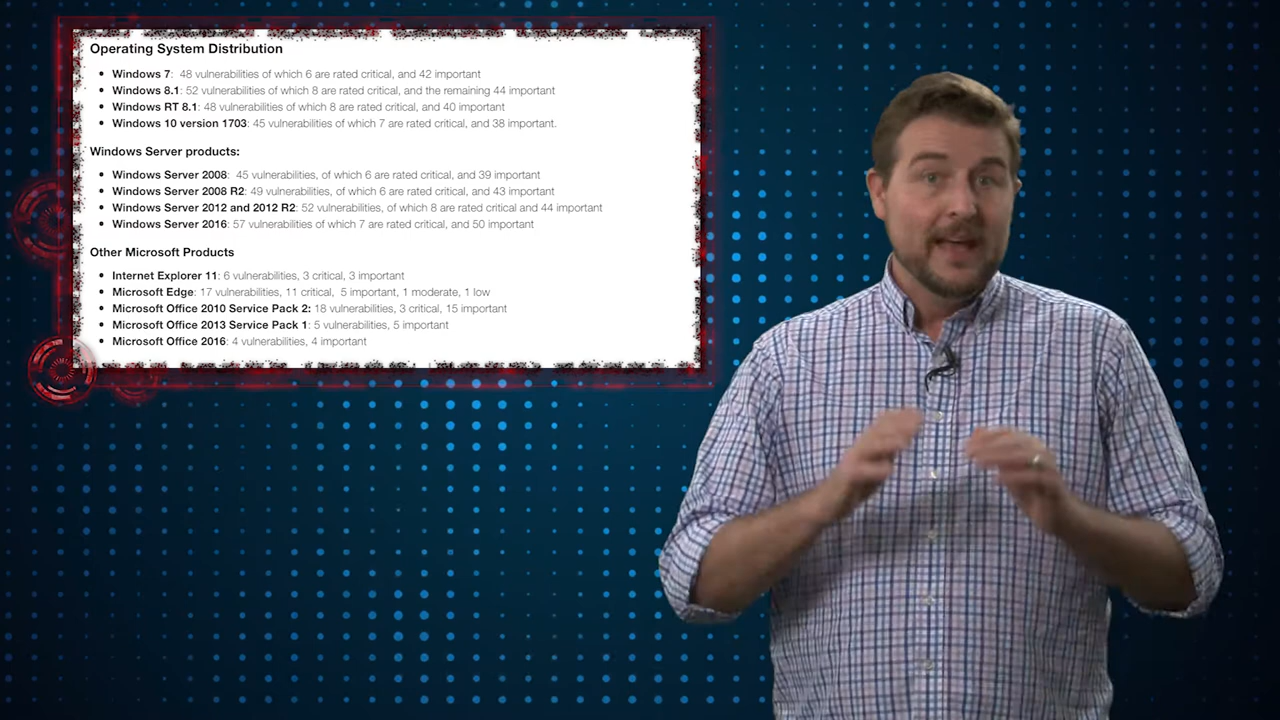 Operating System Distribution
Windows 7: 48 vulnerabilities of which 6 are rated critical, and 42 important
Windows 8.1: 52 vulnerabilities of which 8 are rated critical, and the remaining 44 important
Windows RT 8.1: 48 vulnerabilities of which 8 are rated critical, and 40 important
Windows 10 version 1703: 45 vulnerabilities of which 7 are rated critical, and 38 important.
Windows Server products:
Windows Server 2008: 45 vulnerabilities, of which 6 are rated critical, and 39 important
Windows Server 2008 R2: 49 vulnerabilities, of which 6 are rated critical, and 43 important
Windows Server 2012 and 2012 R2: 52 vulnerabilities, of which 8 are rated critical and 44 important
Windows Server 2016: 57 vulnerabilities of which 7 are rated critical, and 50 important
Other Microsoft Products
Internet Explorer 11: 6 vulnerabilities, 3 critical, 3 important
Microsoft Edge: 17 vulnerabilities, 11 critical, 5 important, 1 moderate, 1 low
Microsoft Office 2010 Service Pack 2: 18 vulnerabilities, 3 critical, 15 important
Microsoft Office 2013 Service Pack 1: 5 vulnerabilities, 5 important
Microsoft Office 2016: 4 vulnerabilities, 4 important